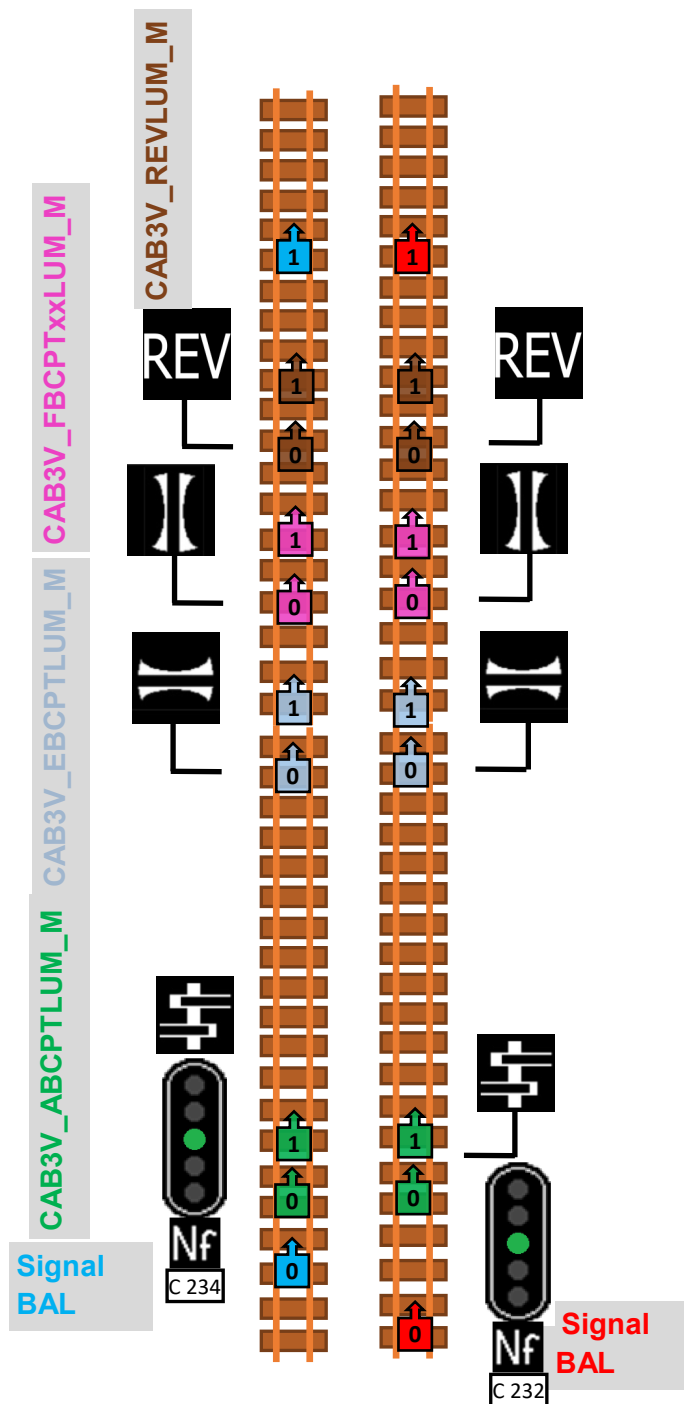 CAB3V_REVLUM_M
CAB3V_FBCPTxxLUM_M
CAB3V_EBCPTLUM_M
CAB3V_ABCPTLUM_M
1
1
REV
REV
1
1
0
0
1
1
0
0
1
1
0
0
1
1
0
0
Signal
BAL
Nf
C 234
0
0
Nf
C 232
Signal
BAL